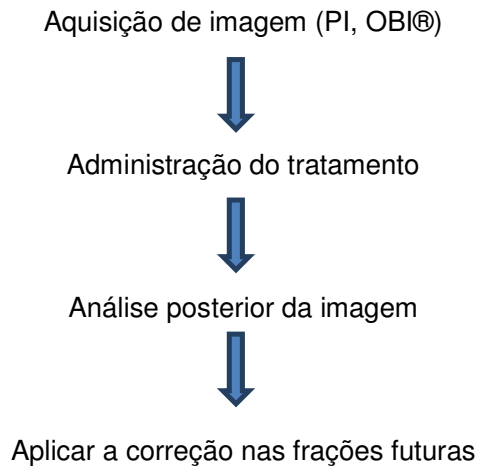 Aquisição de imagem (PI, OBI®)
Administração do tratamento
Análise posterior da imagem
Aplicar a correção nas frações futuras